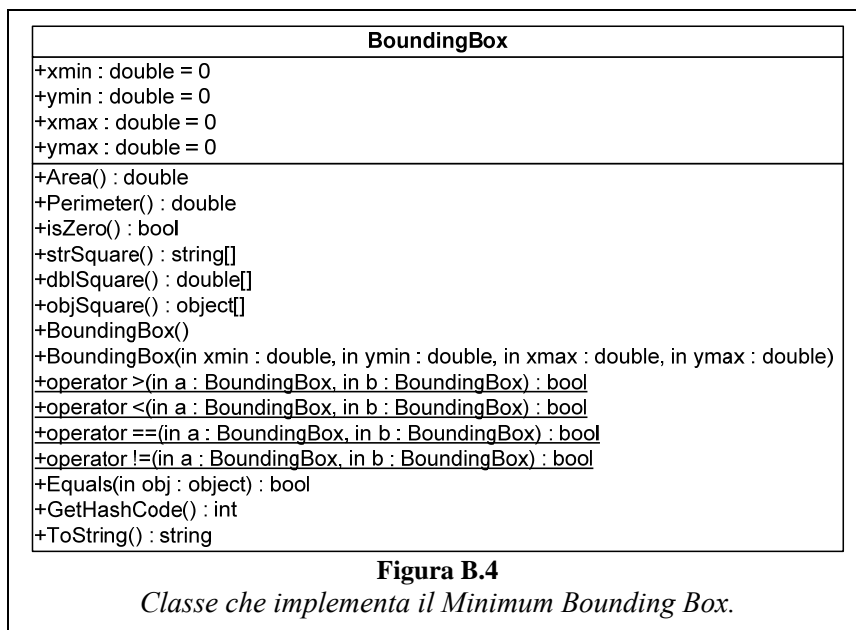 BoundingBox
+xmin : double = 0
+ymin : double = 0
+xmax : double = 0
+ymax : double = 0
+Area() : double
+Perimeter() : double
+isZero() : bool
+strSquare() : string[]
+dblSquare() : double[]
+objSquare() : object[]
+BoundingBox()
+BoundingBox(in xmin : double, in ymin : double, in xmax : double, in ymax : double)
+operator >(in a : BoundingBox, in b : BoundingBox) : bool
+operator <(in a : BoundingBox, in b : BoundingBox) : bool
+operator ==(in a : BoundingBox, in b : BoundingBox) : bool
+operator !=(in a : BoundingBox, in b : BoundingBox) : bool
+Equals(in obj : object) : bool
+GetHashCode() : int
+ToString() : string
Figura B.4
Classe che implementa il Minimum Bounding Box.